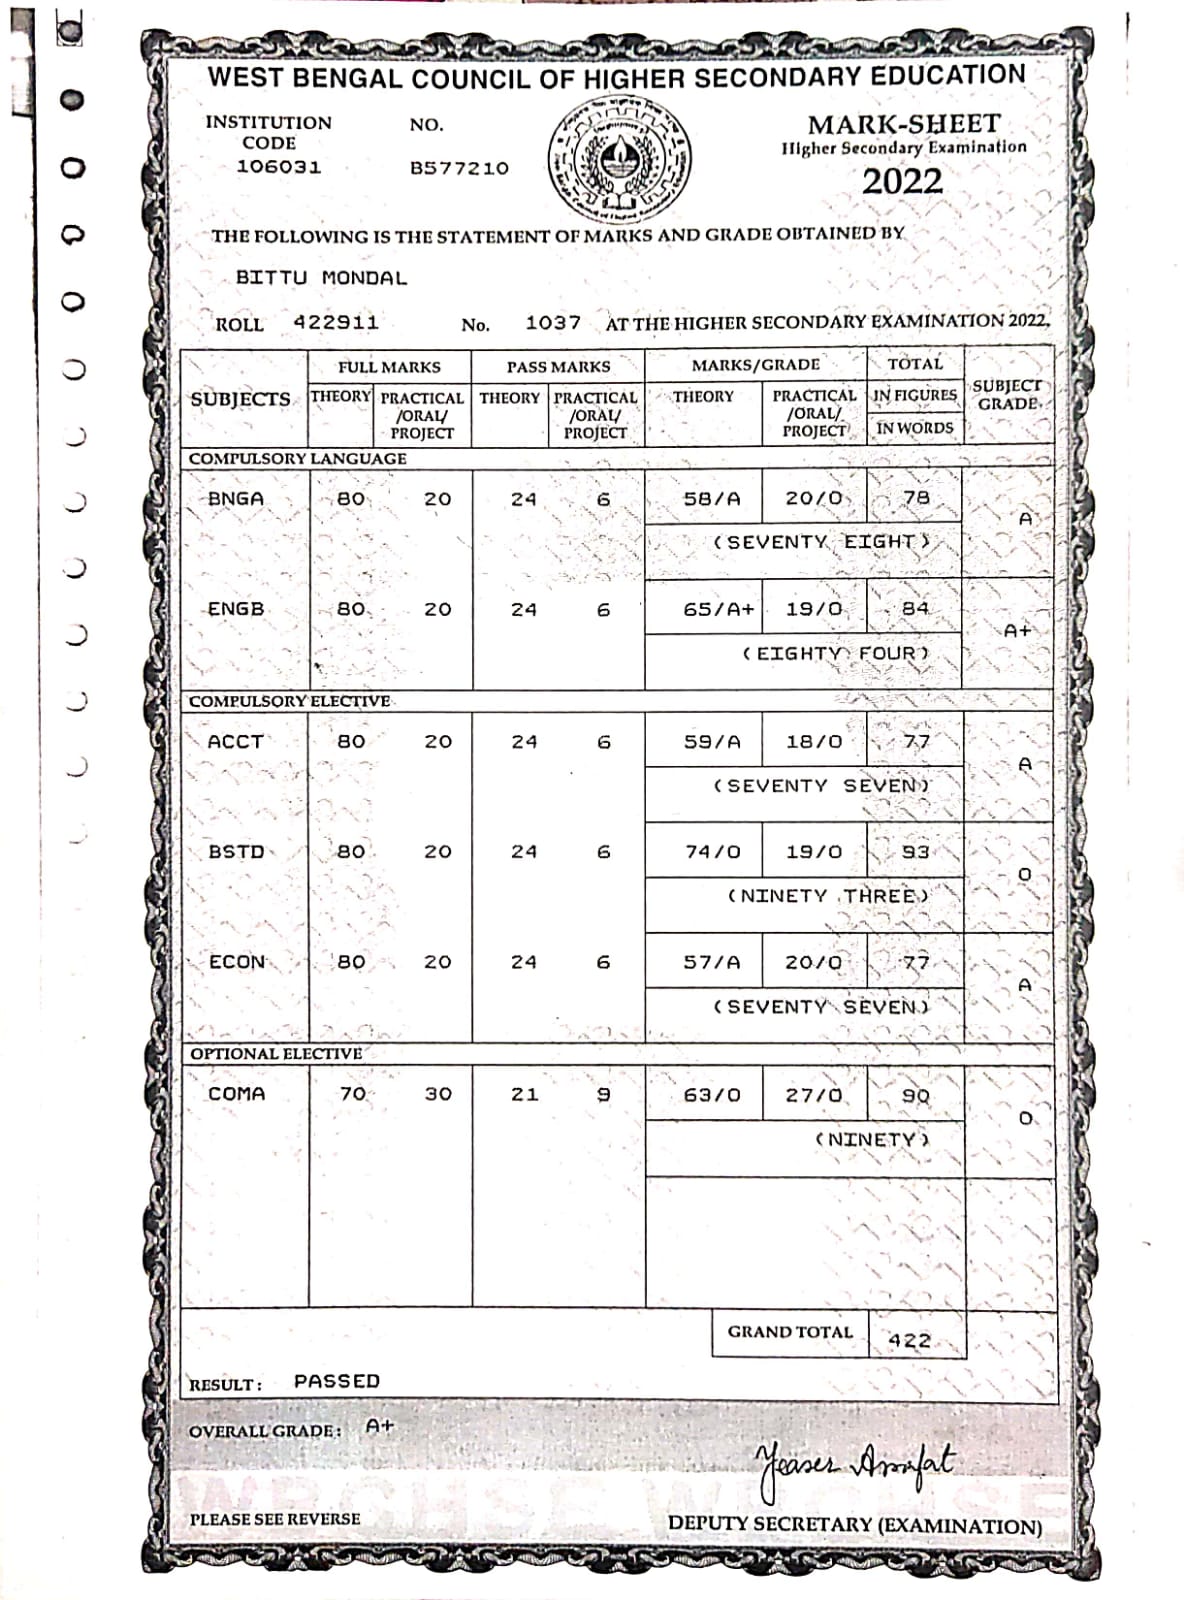 WEST BENGAL COUNCIL OF HIGHER SECONDARY EDUCATION
INSTITUTION CODE NO. MARK-SHEET
106031 B577210 Higher Secondary Examination
2022
THE FOLLOWING IS THE STATEMENT OF MARKS AND GRADE OBTAINED BY
BITTU MONDAL
ROLL 422911 No. 1037 AT THE HIGHER SECONDARY EXAMINATION 2022.
SUBJECTS FULL MARKS PASS MARKS MARKS/GRADE TOTAL SUBJECT GRADE
THEORY PRACTICAL /ORAL/ PROJECT THEORY PRACTICAL /ORAL/ PROJECT THEORY PRACTICAL /ORAL/ PROJECT IN FIGURES
IN WORDS
COMPULSORY LANGUAGE
BNGA 80 20 24 6 58/A 20/O 78 A
(SEVENTY EIGHT)
ENGB 80 20 24 6 65/A+ 19/O 84 A+
(EIGHTY FOUR)
COMPULSORY ELECTIVE
ACCT 80 20 24 6 59/A 18/O 77 A
(SEVENTY SEVEN)
BSTD 80 20 24 6 74/O 19/O 93 O
(NINETY THREE)
ECON 80 20 24 6 57/A 20/O 77 A
(SEVENTY SEVEN)
OPTIONAL ELECTIVE
COMA 70 30 21 9 63/O 27/O 90 O
(NINETY)
GRAND TOTAL 422
RESULT: PASSED
OVERALL GRADE: A+
Yeaser Arrafat
PLEASE SEE REVERSE DEPUTY SECRETARY (EXAMINATION)